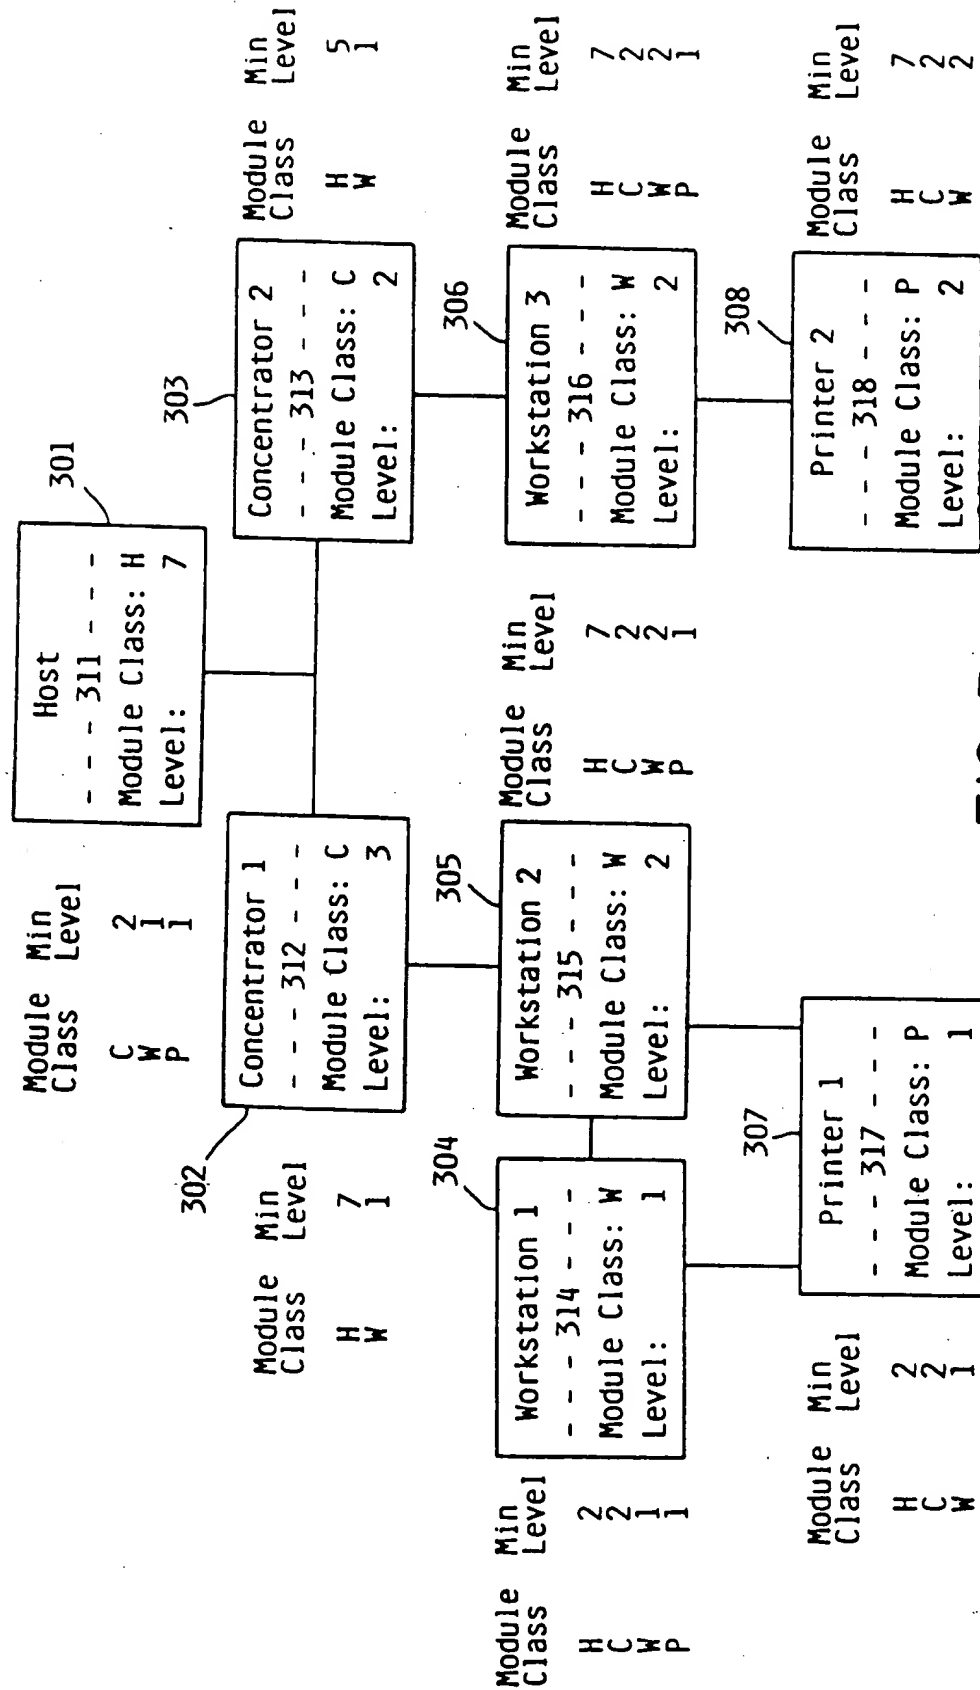 301
Host
- - - 311 - - -
Module Class: H
Level: 7
Module Class Min Level
C 2
W 1
P 1
302
Concentrator 1
- - - 312 - - -
Module Class: C
Level: 3
Module Class Min Level
H 7
W 1
303
Concentrator 2
- - - 313 - - -
Module Class: C
Level: 2
Module Class Min Level
H 5
W 1
304
Workstation 1
- - - 314 - - -
Module Class: W
Level: 1
Module Class Min Level
H 2
C 2
W 1
P 1
305
Workstation 2
- - - 315 - - -
Module Class: W
Level: 2
Module Class Min Level
H 7
C 2
W 2
P 1
306
Workstation 3
- - - 316 - - -
Module Class: W
Level: 2
Module Class Min Level
H 7
C 2
W 2
P 1
307
Printer 1
- - - 317 - - -
Module Class: P
Level: 1
Module Class Min Level
H 2
C 2
W 1
308
Printer 2
- - - 318 - - -
Module Class: P
Level: 2
Module Class Min Level
H 7
C 2
W 2